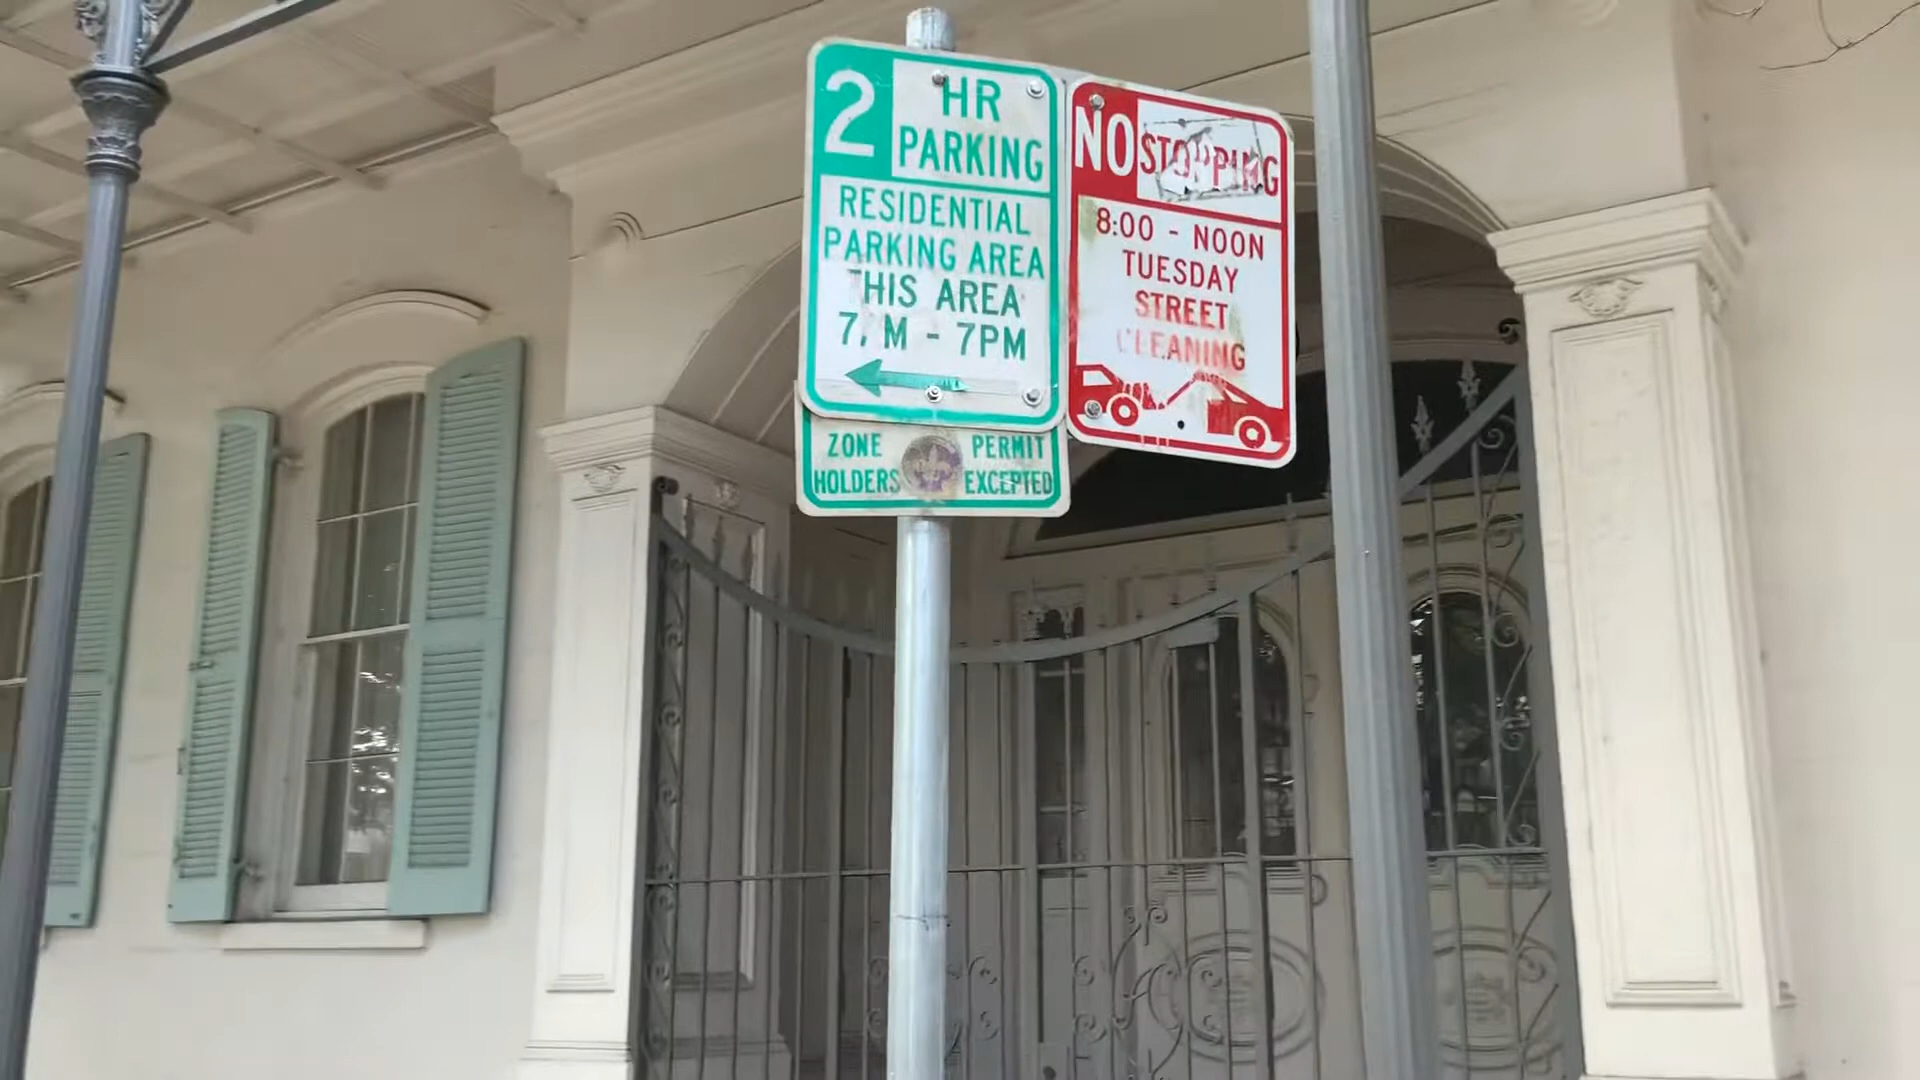 2 HR
PARKING
RESIDENTIAL
PARKING AREA
THIS AREA
7AM - 7PM
ZONE PERMIT
HOLDERS EXCEPTED
NO STOPPING
8:00 - NOON
TUESDAY
STREET
CLEANING